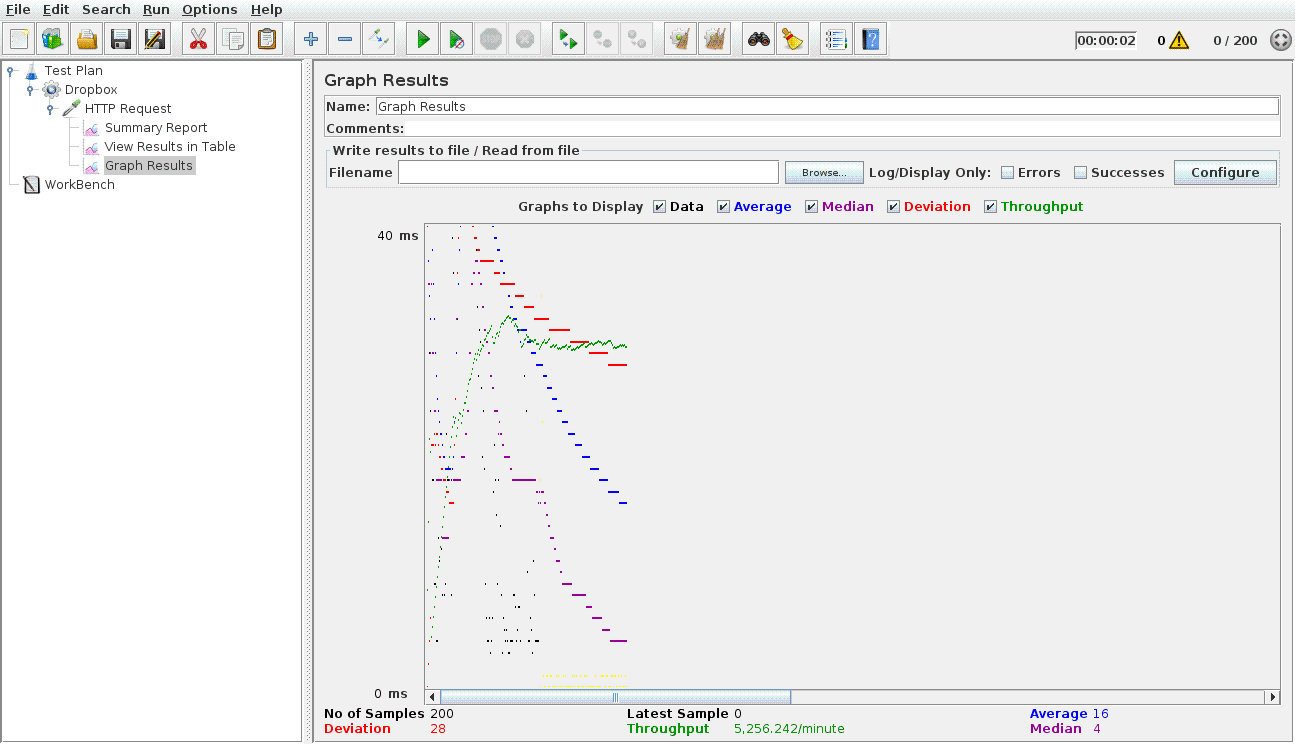 File Edit Search Run Options Help
00:00:02 0 0 / 200
Test Plan
Dropbox
HTTP Request
Summary Report
View Results in Table
Graph Results
WorkBench
Graph Results
Name: Graph Results
Comments:
Write results to file / Read from file
Filename Browse... Log/Display Only: Errors Successes Configure
Graphs to Display Data Average Median Deviation Throughput
40 ms
0 ms
No of Samples 200 Latest Sample 0 Average 16
Deviation 28 Throughput 5,256.242/minute Median 4